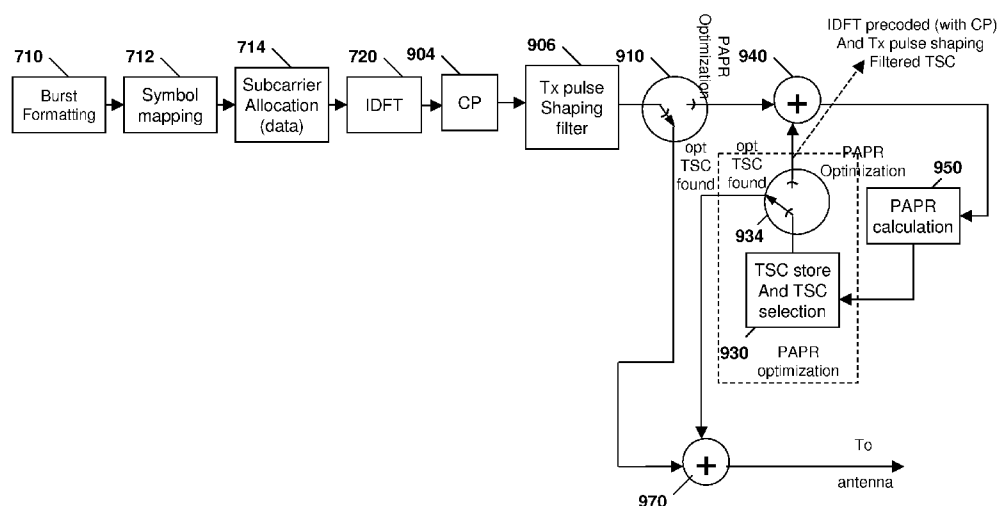 710
Burst
Formatting
712
Symbol
mapping
714
Subcarrier
Allocation
(data)
720
IDFT
904
CP
906
Tx pulse
Shaping
filter
910
PAPR
Optimization
940
+
IDFT precoded (with CP)
And Tx pulse shaping
Filtered TSC
opt
TSC
found
opt
TSC
found
PAPR
Optimization
934
950
PAPR
calculation
TSC store
And TSC
selection
930
PAPR
optimization
+
970
To
antenna